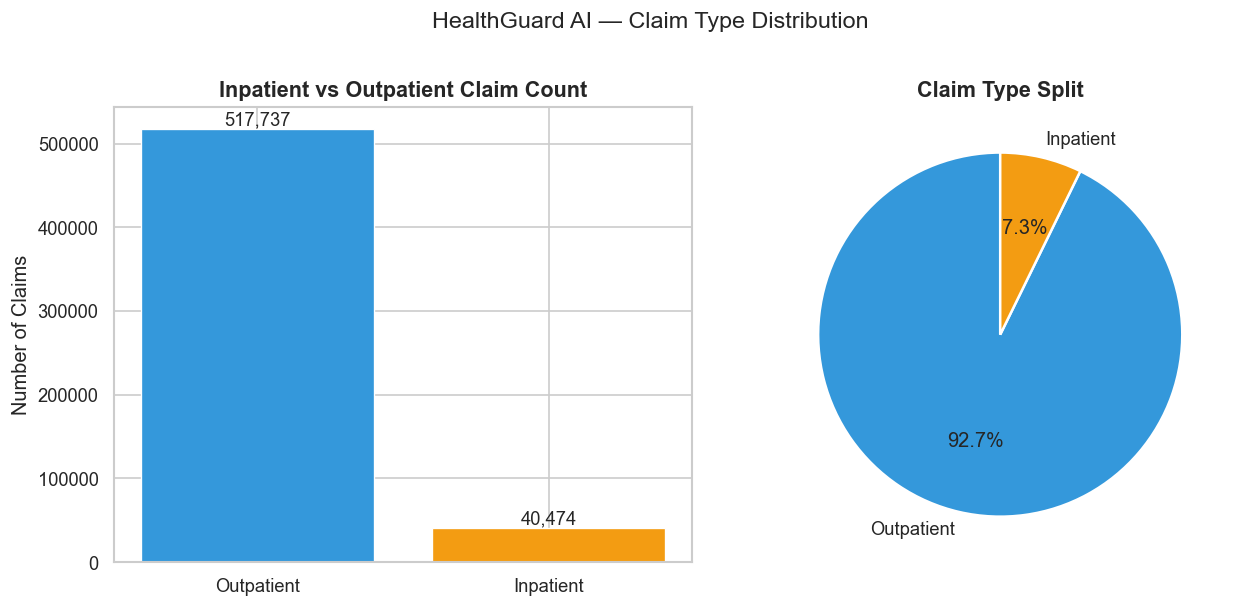 HealthGuard AI — Claim Type Distribution
Inpatient vs Outpatient Claim Count
Number of Claims
500000
400000
300000
200000
100000
0
517,737
40,474
Outpatient
Inpatient
Claim Type Split
Inpatient
7.3%
92.7%
Outpatient